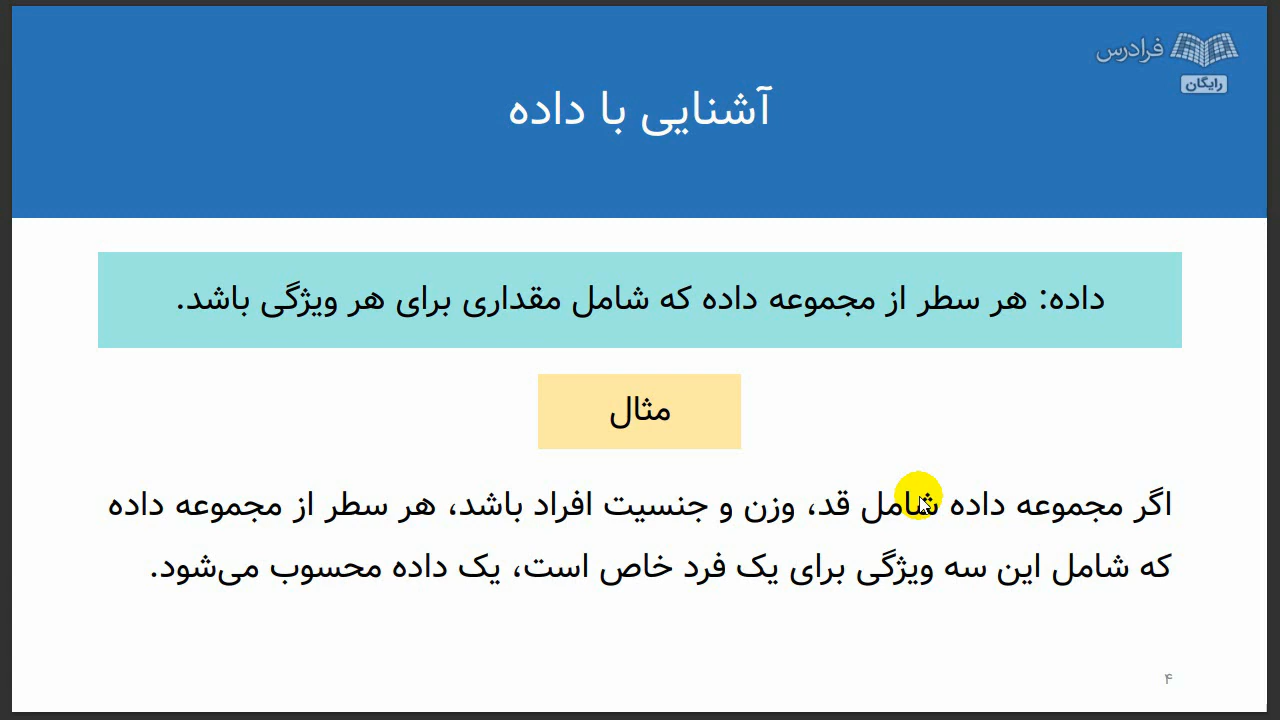 فرادرس
رایگان
آشنایی با داده
داده: هر سطر از مجموعه داده که شامل مقداری برای هر ویژگی باشد.
مثال
اگر مجموعه داده شامل قد، وزن و جنسیت افراد باشد، هر سطر از مجموعه داده
که شامل این سه ویژگی برای یک فرد خاص است، یک داده محسوب می‌شود.
۴